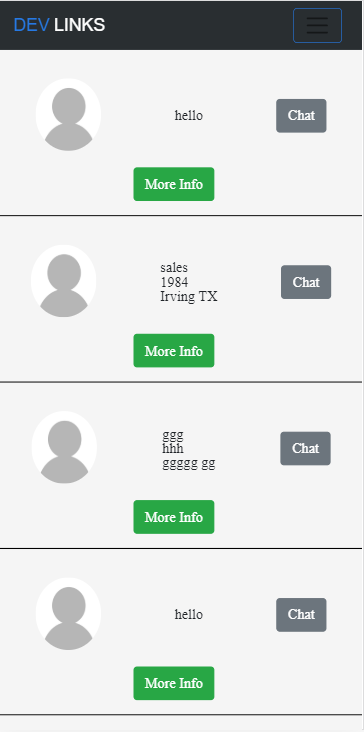 DEV LINKS
hello
Chat
More Info
sales
1984
Irving TX
Chat
More Info
ggg
hhh
ggggg gg
Chat
More Info
hello
Chat
More Info